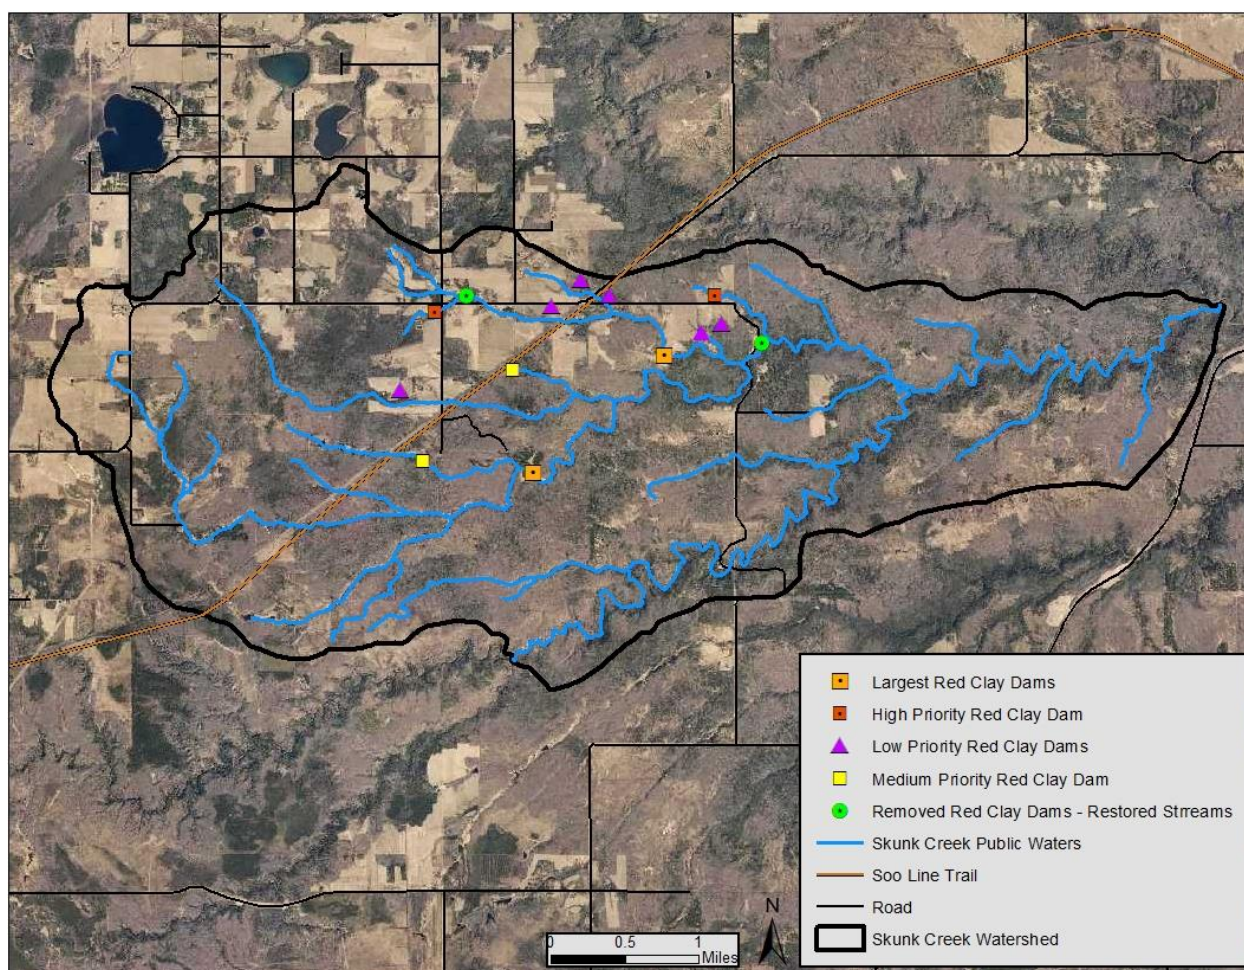 Largest Red Clay Dams
High Priority Red Clay Dam
Low Priority Red Clay Dams
Medium Priority Red Clay Dam
Removed Red Clay Dams - Restored Strreams
Skunk Creek Public Waters
Soo Line Trail
Road
Skunk Creek Watershed
N
0 0.5 1
Miles